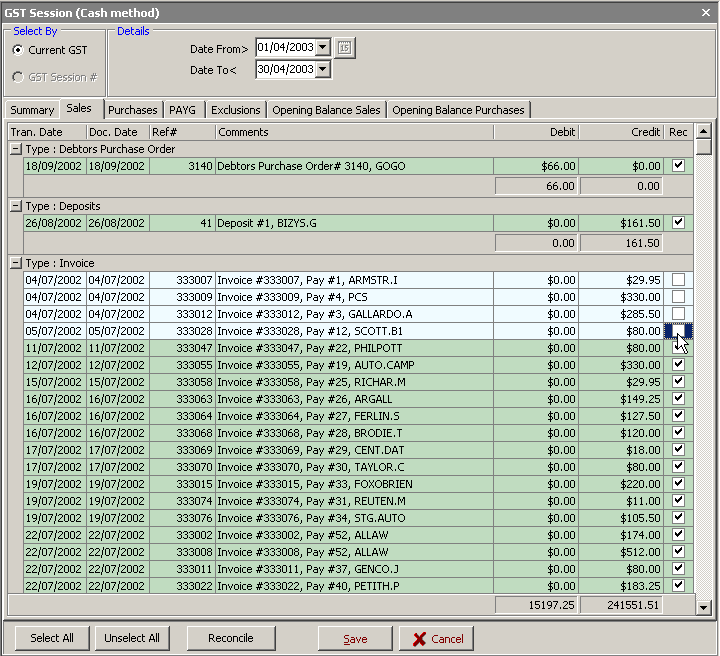 GST Session (Cash method)
Select By
Current GST
GST Session #
Details
Date From> 01/04/2003 15
Date To< 30/04/2003
Summary Sales Purchases PAYG Exclusions Opening Balance Sales Opening Balance Purchases
Tran. Date Doc. Date Ref# Comments Debit Credit Rec
Type : Debtors Purchase Order
18/09/2002 18/09/2002 3140 Debtors Purchase Order# 3140, GOGO $66.00 $0.00
66.00 0.00
Type : Deposits
26/08/2002 26/08/2002 41 Deposit #1, BIZYS.G $0.00 $161.50
0.00 161.50
Type : Invoice
04/07/2002 04/07/2002 333007 Invoice #333007, Pay #1, ARMSTR.I $0.00 $29.95
04/07/2002 04/07/2002 333009 Invoice #333009, Pay #4, PCS $0.00 $330.00
04/07/2002 04/07/2002 333012 Invoice #333012, Pay #3, GALLARDO.A $0.00 $285.50
05/07/2002 05/07/2002 333028 Invoice #333028, Pay #12, SCOTT.B1 $0.00 $80.00
11/07/2002 11/07/2002 333047 Invoice #333047, Pay #22, PHILPOTT $0.00 $80.00
12/07/2002 12/07/2002 333055 Invoice #333055, Pay #19, AUTO.CAMP $0.00 $330.00
15/07/2002 15/07/2002 333058 Invoice #333058, Pay #25, RICHAR.M $0.00 $29.95
16/07/2002 16/07/2002 333063 Invoice #333063, Pay #26, ARGALL $0.00 $149.25
16/07/2002 16/07/2002 333064 Invoice #333064, Pay #27, FERLIN.S $0.00 $127.50
16/07/2002 16/07/2002 333068 Invoice #333068, Pay #28, BRODIE.T $0.00 $120.00
17/07/2002 17/07/2002 333069 Invoice #333069, Pay #29, CENT.DAT $0.00 $18.00
17/07/2002 17/07/2002 333070 Invoice #333070, Pay #30, TAYLOR.C $0.00 $80.00
19/07/2002 19/07/2002 333015 Invoice #333015, Pay #33, FOXOBRIEN $0.00 $220.00
19/07/2002 19/07/2002 333074 Invoice #333074, Pay #31, REUTEN.M $0.00 $11.00
19/07/2002 19/07/2002 333076 Invoice #333076, Pay #34, STG.AUTO $0.00 $105.50
22/07/2002 22/07/2002 333002 Invoice #333002, Pay #52, ALLAW $0.00 $174.00
22/07/2002 22/07/2002 333008 Invoice #333008, Pay #52, ALLAW $0.00 $512.00
22/07/2002 22/07/2002 333011 Invoice #333011, Pay #37, GENCO.J $0.00 $80.00
22/07/2002 22/07/2002 333022 Invoice #333022, Pay #40, PETITH.P $0.00 $183.25
15197.25 241551.51
Select All Unselect All Reconcile Save Cancel